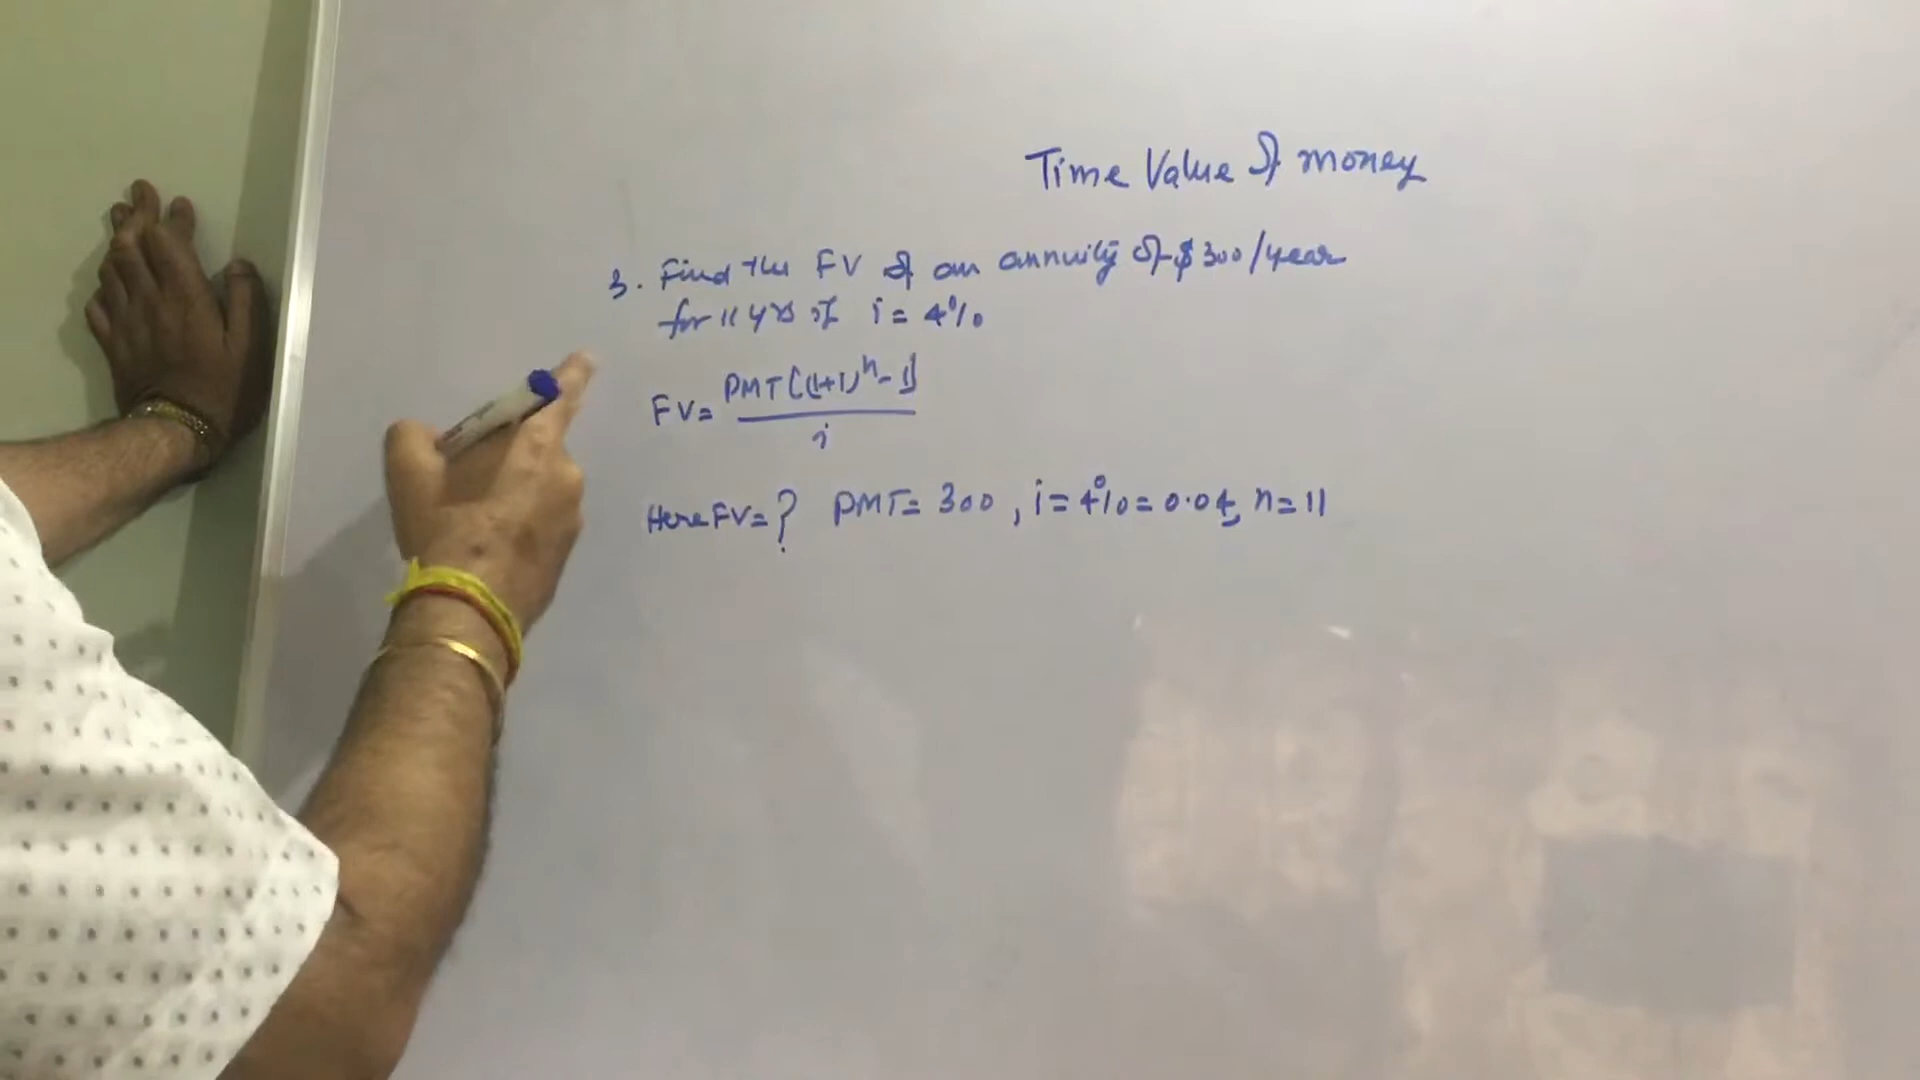 Time Value of money
3. Find the FV of an annuity of $300/year
for 11 yrs if i = 4%
FV = PMT[(1+i)^n - 1]
i
Here FV = ? PMT = 300, i = 4% = 0.04, n = 11